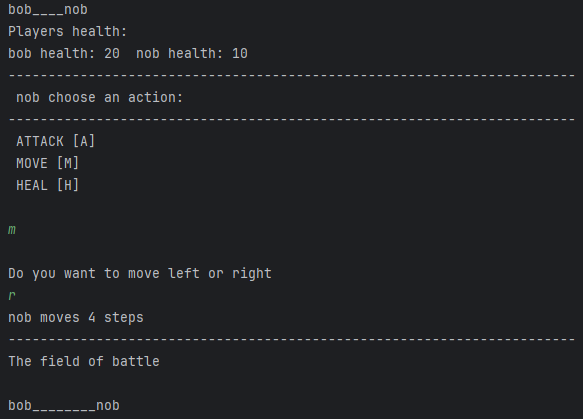 bob____nob
Players health:
bob health: 20  nob health: 10
-----------------------------------------------------------------------
 nob choose an action:
-----------------------------------------------------------------------
 ATTACK [A]
 MOVE [M]
 HEAL [H]
m
Do you want to move left or right
r
nob moves 4 steps
-----------------------------------------------------------------------
The field of battle
bob________nob